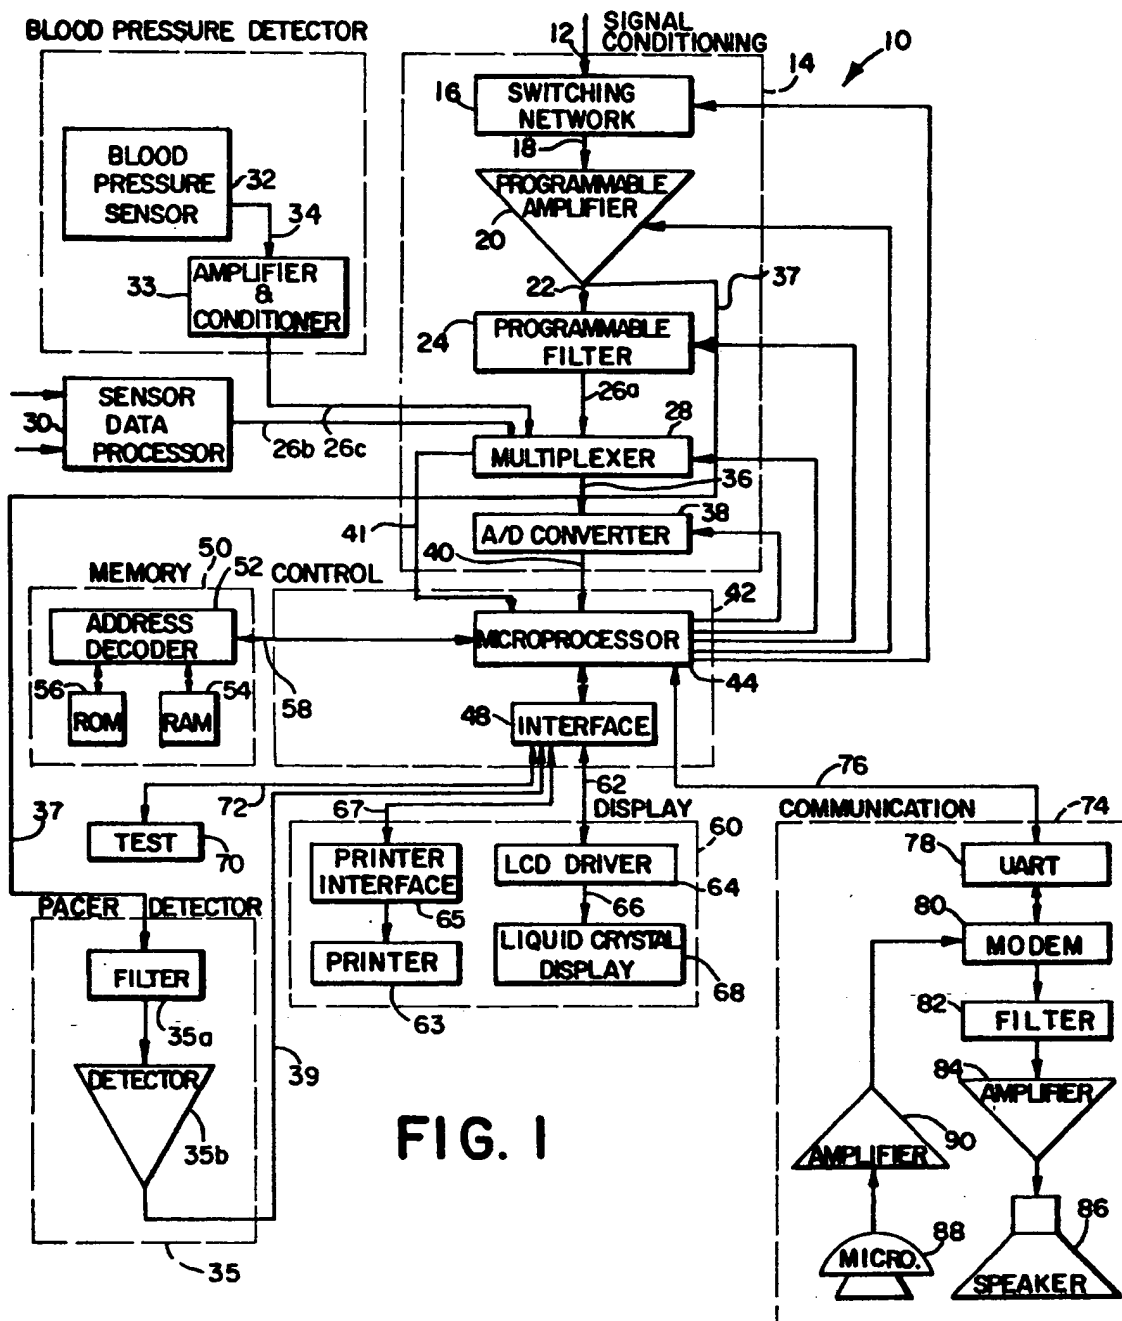 BLOOD PRESSURE DETECTOR
12
SIGNAL
CONDITIONING
10
14
16
SWITCHING
NETWORK
18
BLOOD
PRESSURE
SENSOR
32
PROGRAMMABLE
AMPLIFIER
20
34
33
AMPLIFIER
&
CONDITIONER
22
37
24
PROGRAMMABLE
FILTER
26a
30
SENSOR
DATA
PROCESSOR
26b
26c
28
MULTIPLEXER
36
41
38
A/D CONVERTER
40
MEMORY
50
52
CONTROL
42
ADDRESS
DECODER
MICROPROCESSOR
44
56
ROM
54
RAM
58
48
INTERFACE
76
72
62
67
DISPLAY
60
COMMUNICATION
74
37
TEST
70
PRINTER
INTERFACE
65
LCD DRIVER
64
66
78
UART
PACER DETECTOR
80
MODEM
PRINTER
63
LIQUID CRYSTAL
DISPLAY
68
FILTER
35a
82
FILTER
39
84
AMPLIFIER
DETECTOR
35b
FIG. 1
90
AMPLIFIER
35
88
MICRO.
86
SPEAKER